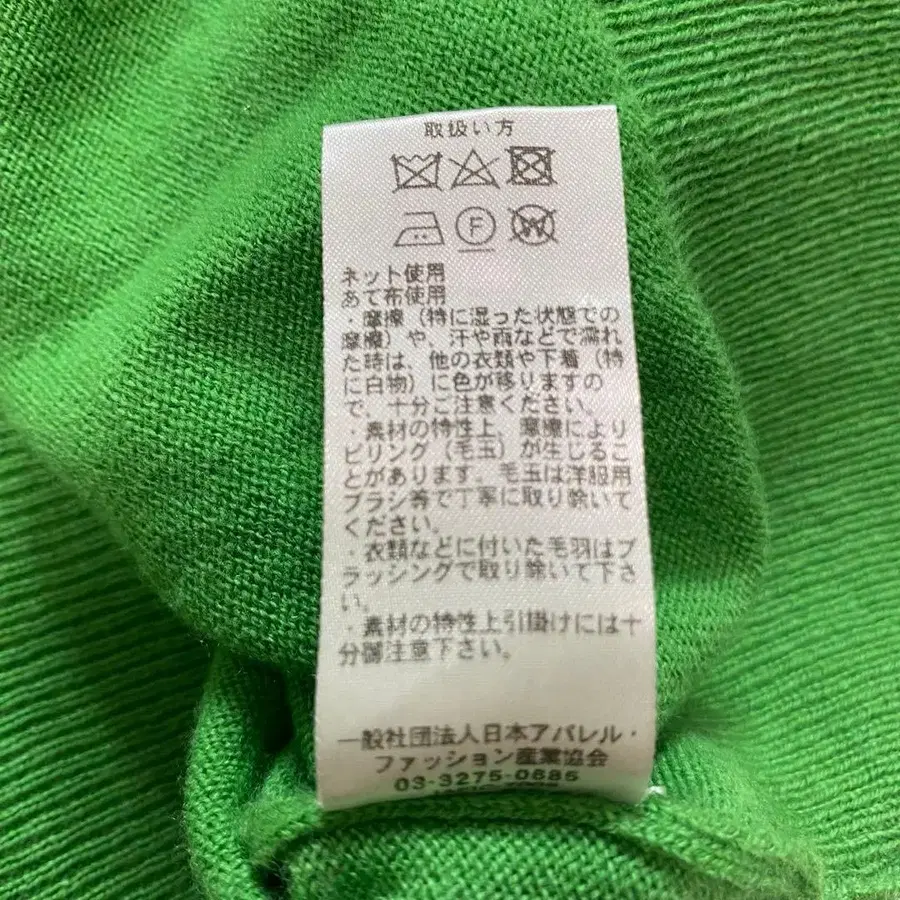 取扱い方
F
W
ネット使用
あて布使用
・摩擦（特に湿った状態での
摩擦）や、汗や雨などで濡れ
た時は、他の衣類や下着（特
に白物）に色が移りますの
で、十分ご注意ください。
・素材の特性上、摩擦により
ピリング（毛玉）が生じるこ
とがあります。毛玉は洋服用
ブラシ等で丁寧に取り除いて
ください。
・衣類などに付いた毛羽はブ
ラッシングで取り除いて下さ
い。
・素材の特性上引掛けには十
分御注意下さい。
一般社団法人日本アパレル・
ファッション産業協会
03-3275-0685